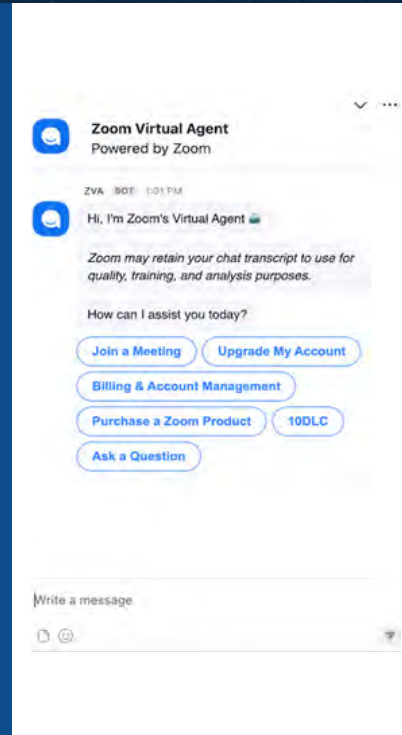 Zoom Virtual Agent
Powered by Zoom
ZVA BOT 1:01 PM
Hi, I'm Zoom's Virtual Agent
Zoom may retain your chat transcript to use for
quality, training, and analysis purposes.
How can I assist you today?
Join a Meeting Upgrade My Account
Billing & Account Management
Purchase a Zoom Product 10DLC
Ask a Question
Write a message